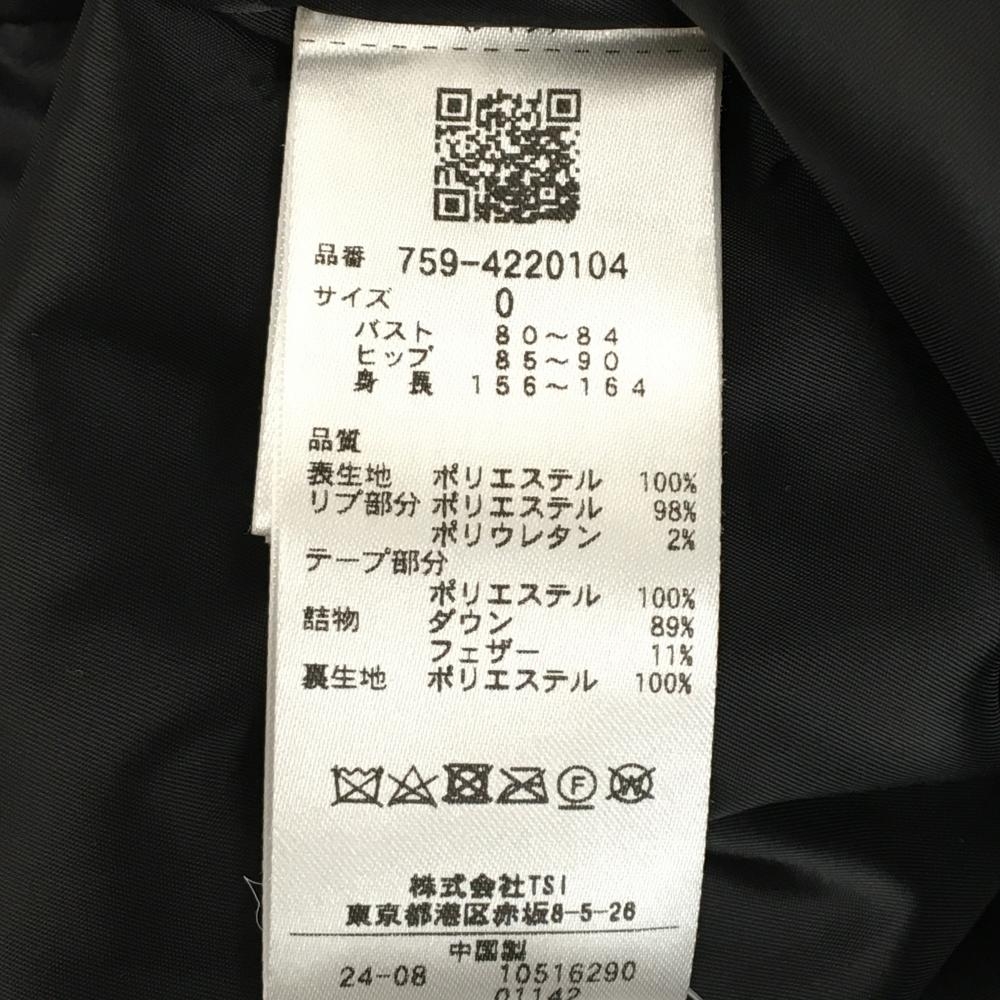 品番 759-4220104
サイズ 0
バスト 80~84
ヒップ 85~90
身長 156~164
品質
表生地 ポリエステル 100%
リブ部分 ポリエステル 98%
ポリウレタン 2%
テープ部分
ポリエステル 100%
詰物 ダウン 89%
フェザー 11%
裏生地 ポリエステル 100%
F W
株式会社TSI
東京都港区赤坂8-5-26
中国製
24-08 10516290
01142